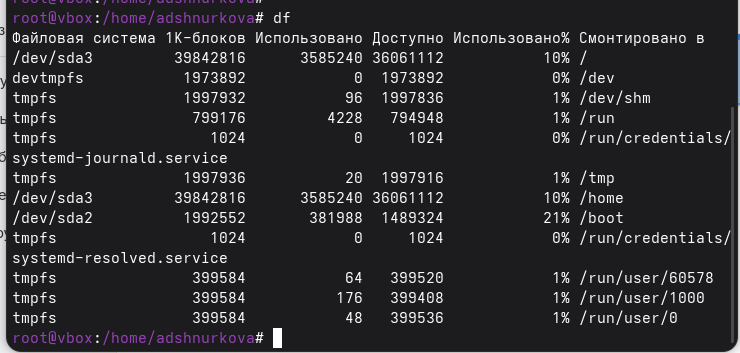 root@vbox:/home/adshnurkova#
root@vbox:/home/adshnurkova# df
Файловая система 1K-блоков Использовано Доступно Использовано% Смонтировано в
/dev/sda3 39842816 3585240 36061112 10% /
devtmpfs 1973892 0 1973892 0% /dev
tmpfs 1997932 96 1997836 1% /dev/shm
tmpfs 799176 4228 794948 1% /run
tmpfs 1024 0 1024 0% /run/credentials/
systemd-journald.service
tmpfs 1997936 20 1997916 1% /tmp
/dev/sda3 39842816 3585240 36061112 10% /home
/dev/sda2 1992552 381988 1489324 21% /boot
tmpfs 1024 0 1024 0% /run/credentials/
systemd-resolved.service
tmpfs 399584 64 399520 1% /run/user/60578
tmpfs 399584 176 399408 1% /run/user/1000
tmpfs 399584 48 399536 1% /run/user/0
root@vbox:/home/adshnurkova#